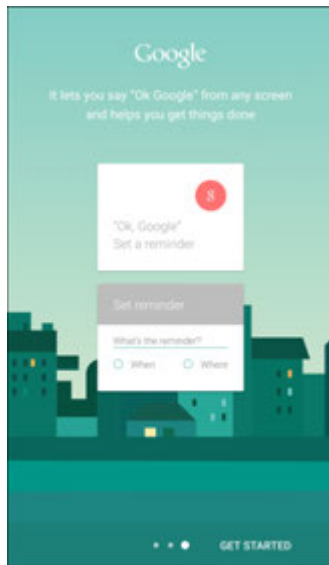 Google
It lets you say "Ok Google" from any screen
and helps you get things done
g
"Ok, Google"
Set a reminder
Set reminder
What's the reminder?
When Where
GET STARTED